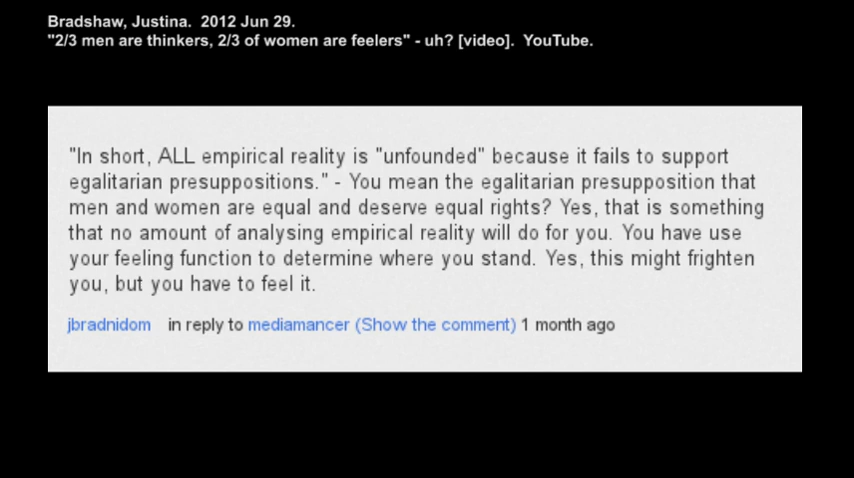 Bradshaw, Justina.  2012 Jun 29.
"2/3 men are thinkers, 2/3 of women are feelers" - uh? [video].  YouTube.
"In short, ALL empirical reality is "unfounded" because it fails to support
egalitarian presuppositions." - You mean the egalitarian presupposition that
men and women are equal and deserve equal rights? Yes, that is something
that no amount of analysing empirical reality will do for you. You have use
your feeling function to determine where you stand. Yes, this might frighten
you, but you have to feel it.
jbradnidom in reply to mediamancer (Show the comment) 1 month ago